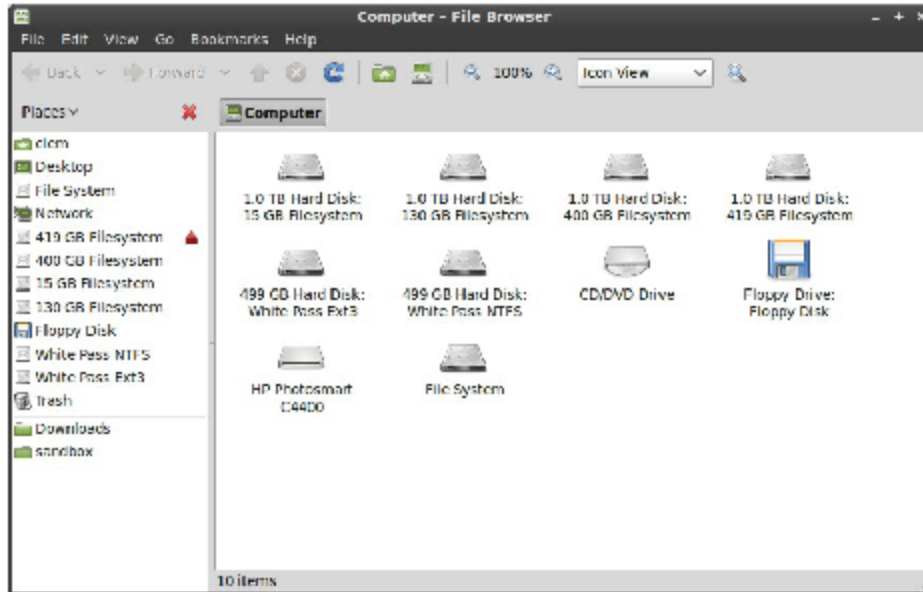 Computer - File Browser
File Edit View Go Bookmarks Help
Back Forward 100% Icon View
Places Computer
clem
Desktop
File System
Network
419 GB Filesystem
400 GB Filesystem
15 GB Filesystem
130 GB Filesystem
Floppy Disk
White Pass NTFS
White Pass Ext3
Trash
Downloads
sandbox
1.0 TB Hard Disk:
15 GB Filesystem
1.0 TB Hard Disk:
130 GB Filesystem
1.0 TB Hard Disk:
400 GB Filesystem
1.0 TB Hard Disk:
419 GB Filesystem
499 GB Hard Disk:
White Pass Ext3
499 GB Hard Disk:
White Pass NTFS
CD/DVD Drive
Floppy Drive:
Floppy Disk
HP Photosmart
C4400
File System
10 items